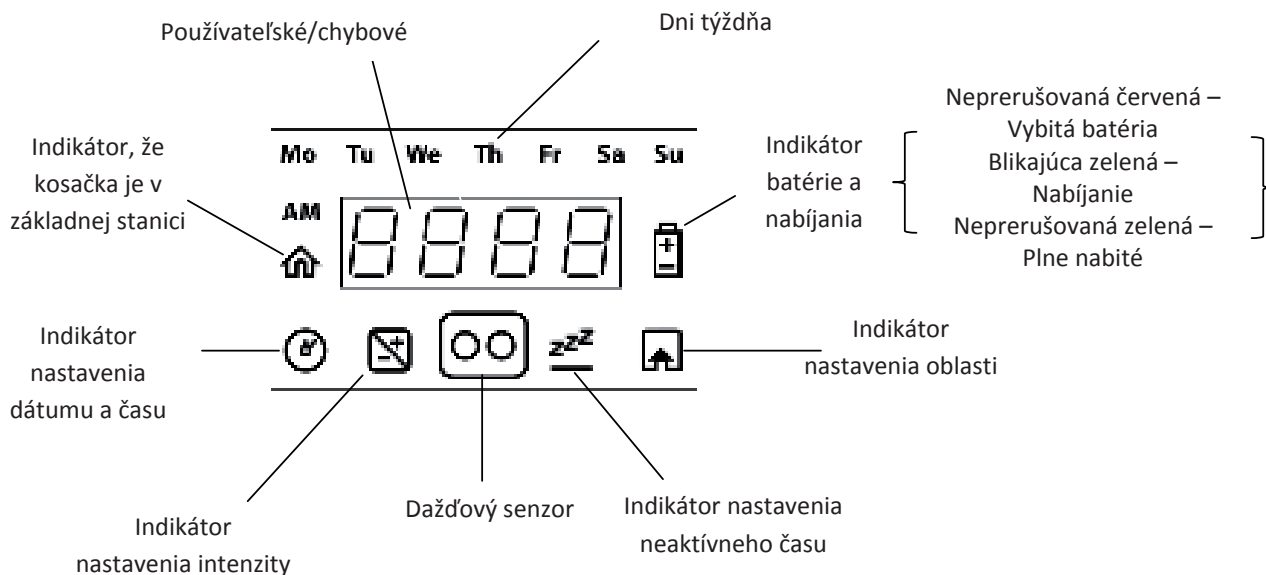 Používateľské/chybové
Dni týždňa
Indikátor, že
kosačka je v
základnej stanici
Mo Tu We Th Fr Sa Su
AM
8888
zzz
Indikátor
batérie a
nabíjania
Neprerušovaná červená –
Vybitá batéria
Blikajúca zelená –
Nabíjanie
Neprerušovaná zelená –
Plne nabité
Indikátor
nastavenia
dátumu a času
Indikátor
nastavenia oblasti
Indikátor
nastavenia intenzity
Dažďový senzor
Indikátor nastavenia
neaktívneho času